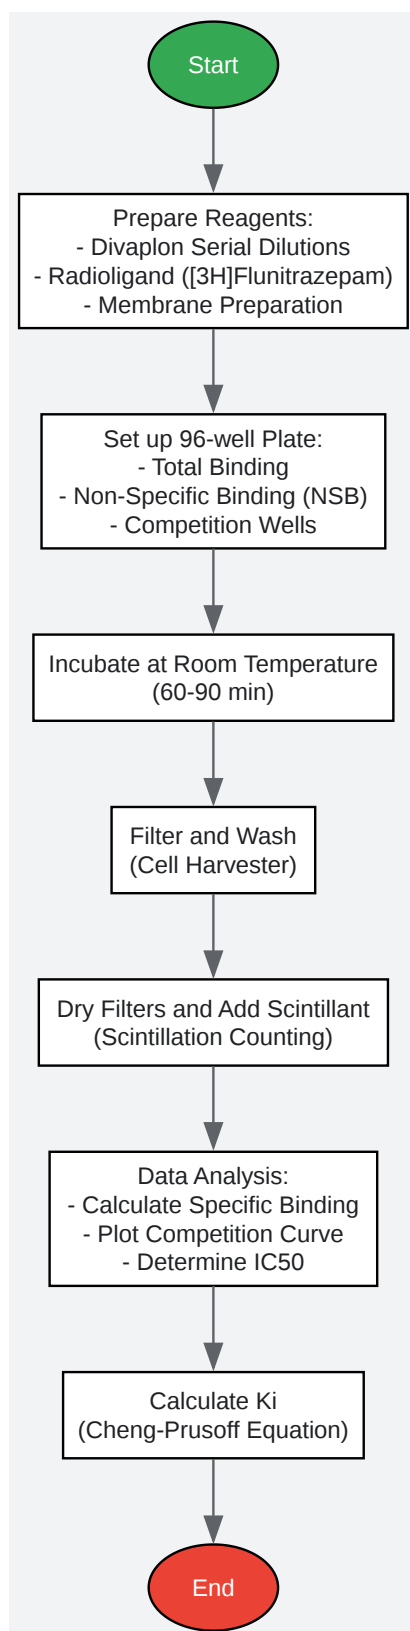 Start
Prepare Reagents:
- Divaplon Serial Dilutions
- Radioligand ([3H]Flunitrazepam)
- Membrane Preparation
Set up 96-well Plate:
- Total Binding
- Non-Specific Binding (NSB)
- Competition Wells
Incubate at Room Temperature
(60-90 min)
Filter and Wash
(Cell Harvester)
Dry Filters and Add Scintillant
(Scintillation Counting)
Data Analysis:
- Calculate Specific Binding
- Plot Competition Curve
- Determine IC50
Calculate Ki
(Cheng-Prusoff Equation)
End